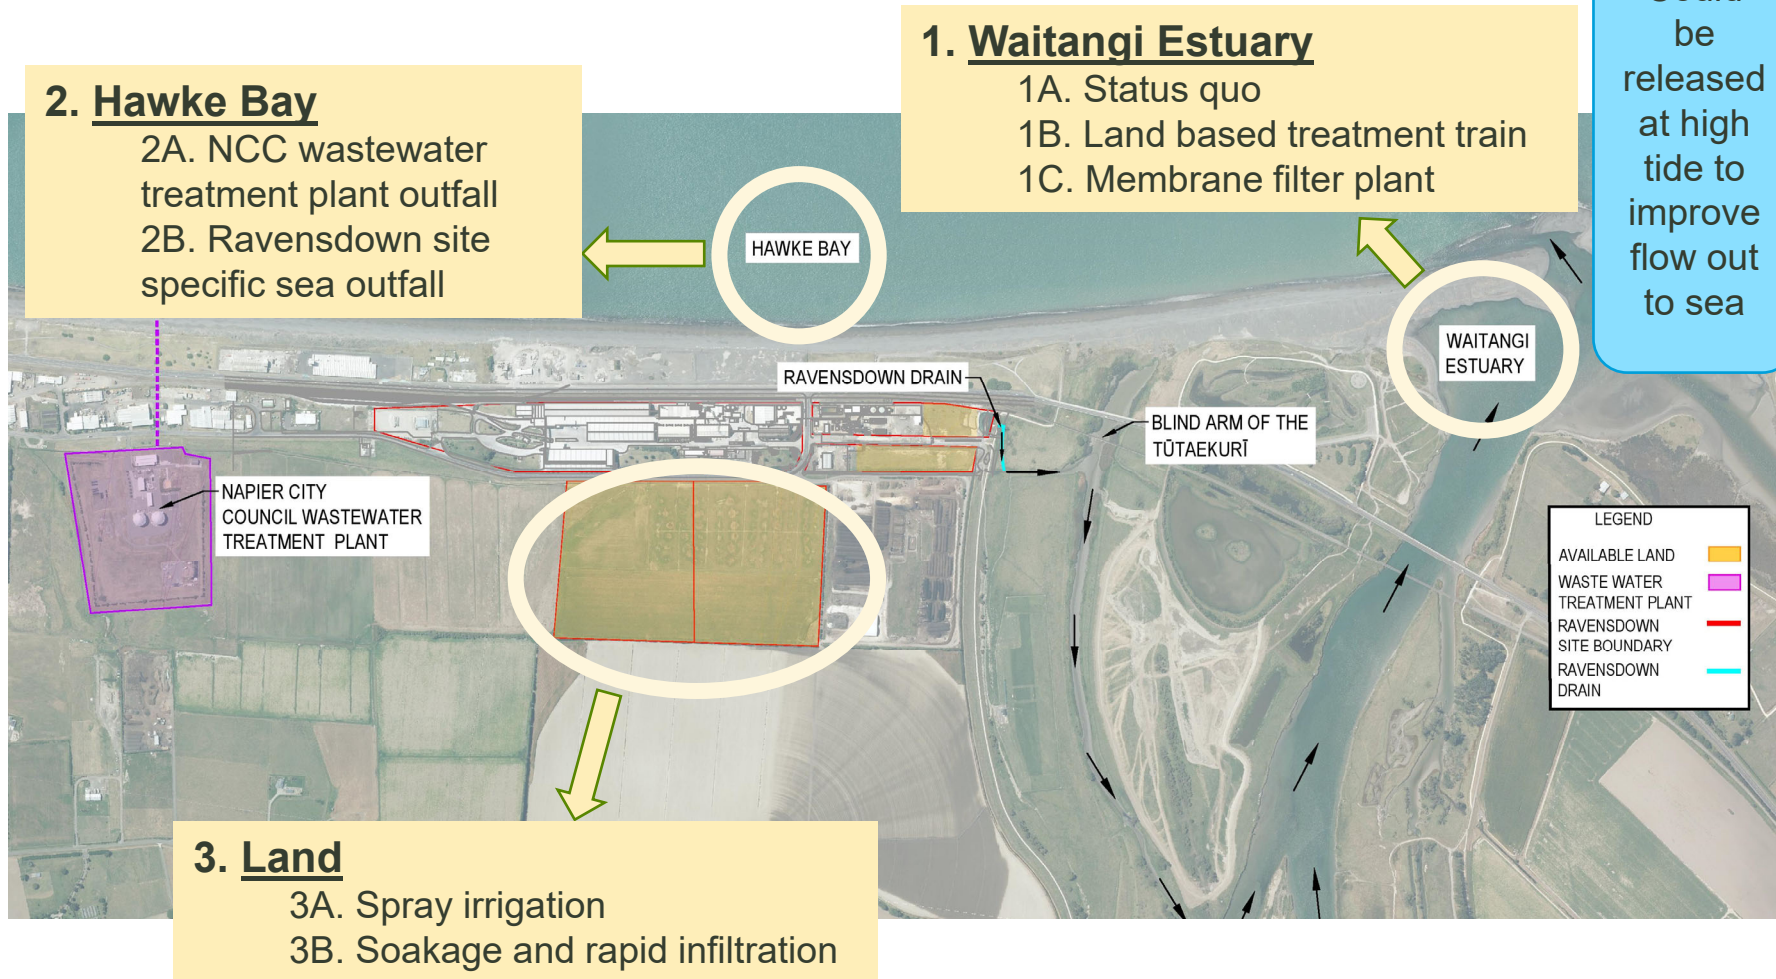 1. Waitangi Estuary
1A. Status quo
1B. Land based treatment train
1C. Membrane filter plant
be
released
at high
tide to
improve
flow out
to sea
2. Hawke Bay
2A. NCC wastewater
treatment plant outfall
2B. Ravensdown site
specific sea outfall
HAWKE BAY
WAITANGI
ESTUARY
RAVENSDOWN DRAIN
BLIND ARM OF THE
TŪTAEKURĪ
NAPIER CITY
COUNCIL WASTEWATER
TREATMENT PLANT
LEGEND
AVAILABLE LAND
WASTE WATER
TREATMENT PLANT
RAVENSDOWN
SITE BOUNDARY
RAVENSDOWN
DRAIN
3. Land
3A. Spray irrigation
3B. Soakage and rapid infiltration